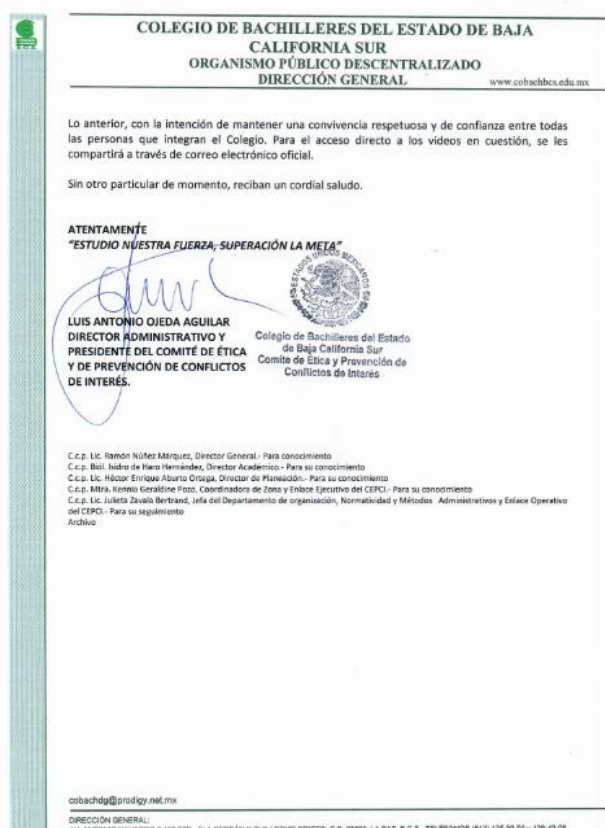 COLEGIO DE BACHILLERES DEL ESTADO DE BAJA
CALIFORNIA SUR
ORGANISMO PÚBLICO DESCENTRALIZADO
DIRECCIÓN GENERAL
www.cobachbcs.edu.mx
Lo anterior, con la intención de mantener una convivencia respetuosa y de confianza entre todas
las personas que integran el Colegio. Para el acceso directo a los videos en cuestión, se les
compartirá a través de correo electrónico oficial.
Sin otro particular de momento, reciban un cordial saludo.
ATENTAMENTE
"ESTUDIO NUESTRA FUERZA, SUPERACIÓN LA META"
ESTADOS UNIDOS MEXICANOS
LUIS ANTONIO OJEDA AGUILAR
DIRECTOR ADMINISTRATIVO Y
PRESIDENTE DEL COMITÉ DE ÉTICA
Y DE PREVENCIÓN DE CONFLICTOS
DE INTERÉS.
Colegio de Bachilleres del Estado
de Baja California Sur
Comite de Ética y Prevención de
Conflictos de Interés
C.c.p. Lic. Ramón Núñez Márquez, Director General.- Para conocimiento
C.c.p. Biól. Isidro de Haro Hernández, Director Académico.- Para su conocimiento
C.c.p. Lic. Héctor Enrique Aburto Ortega, Director de Planeación.- Para su conocimiento
C.c.p. Mtra. Kennia Geraldine Pozo, Coordinadora de Zona y Enlace Ejecutivo del CEPCI.- Para su conocimiento
C.c.p. Lic. Julieta Zavala Bertrand, Jefa del Departamento de organización, Normatividad y Métodos Administrativos y Enlace Operativo
del CEPCI.- Para su seguimiento
Archivo
cobachdg@prodigy.net.mx
DIRECCIÓN GENERAL: